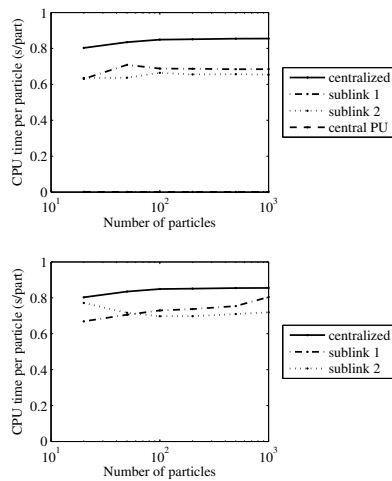 CPU time per particle (s/part)
1
0.8
0.6
0.4
0.2
0
10^1
10^2
10^3
Number of particles
centralized
sublink 1
sublink 2
central PU
CPU time per particle (s/part)
1
0.8
0.6
0.4
0.2
0
10^1
10^2
10^3
Number of particles
centralized
sublink 1
sublink 2